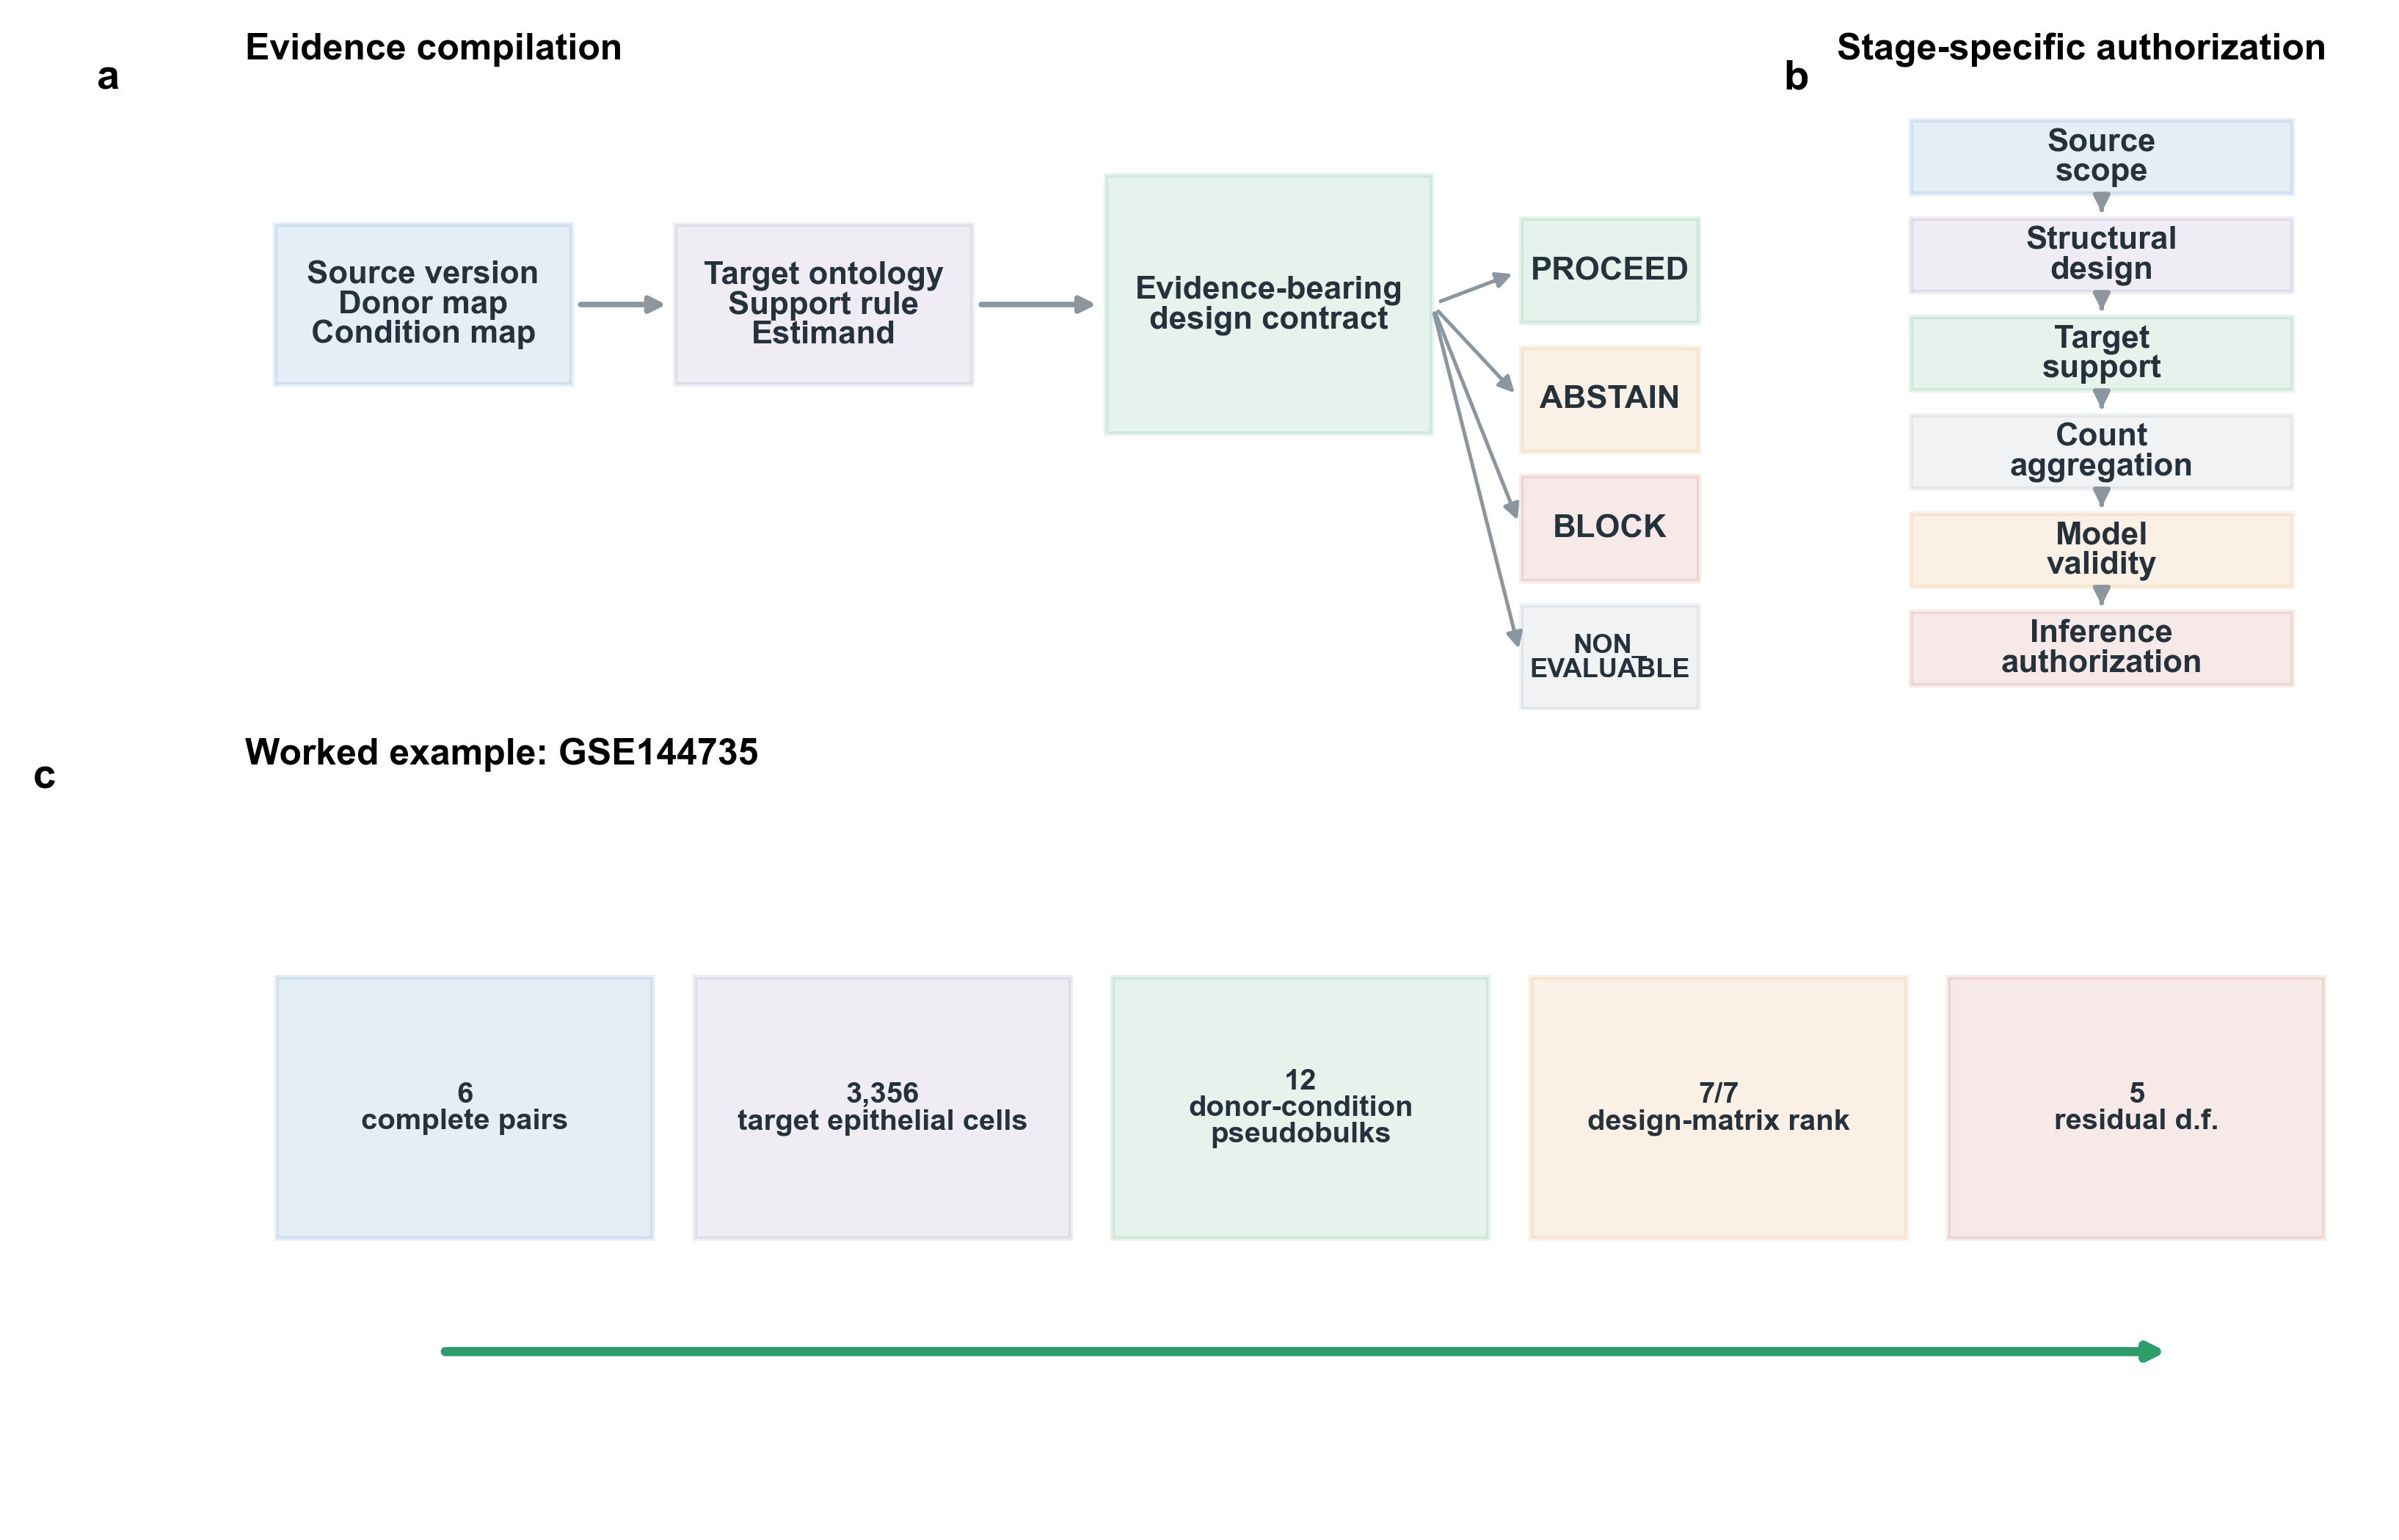 a
Evidence compilation
Source version
Donor map
Condition map
Target ontology
Support rule
Estimand
Evidence-bearing
design contract
PROCEED
ABSTAIN
BLOCK
NON_
EVALUABLE
b
Stage-specific authorization
Source
scope
Structural
design
Target
support
Count
aggregation
Model
validity
Inference
authorization
c
Worked example: GSE144735
6
complete pairs
3,356
target epithelial cells
12
donor-condition
pseudobulks
7/7
design-matrix rank
5
residual d.f.